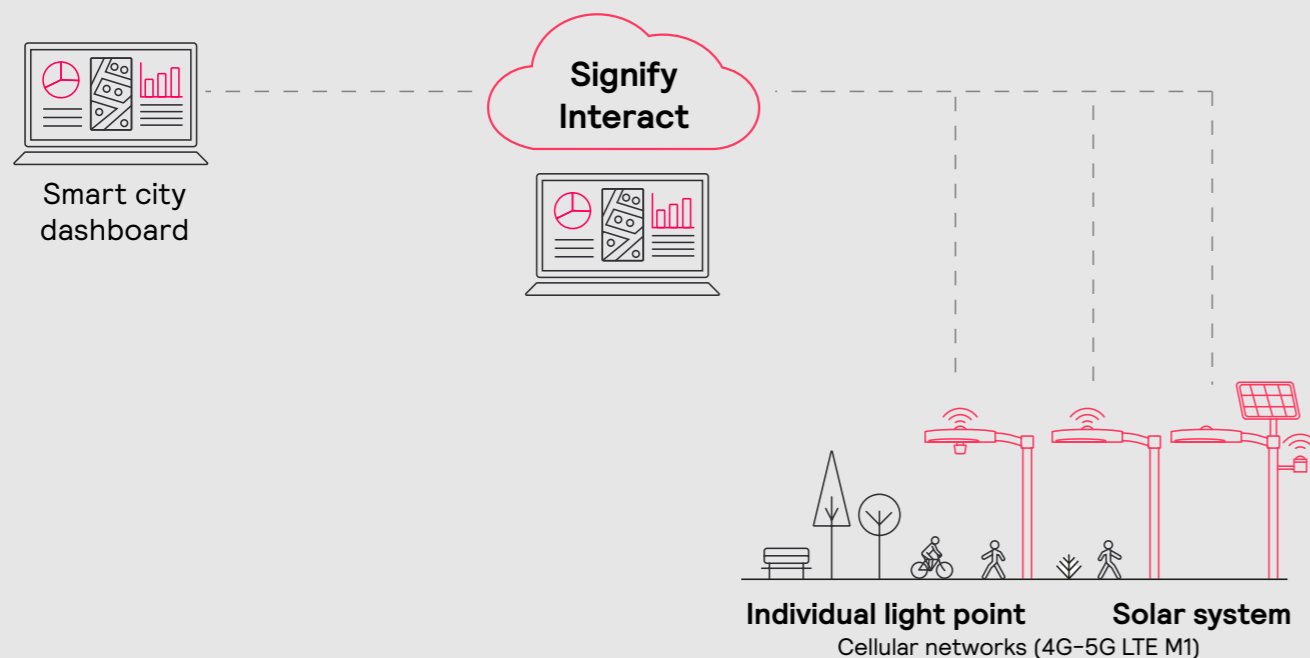 Signify
Interact
Smart city
dashboard
Individual light point
Solar system
Cellular networks (4G–5G LTE M1)